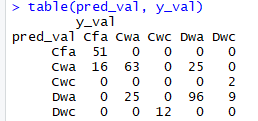 > table(pred_val, y_val)
y_val
pred_val Cfa Cwa Cwc Dwa Dwc
Cfa 51 0 0 0 0
Cwa 16 63 0 25 0
Cwc 0 0 0 0 2
Dwa 0 25 0 96 9
Dwc 0 0 12 0 0